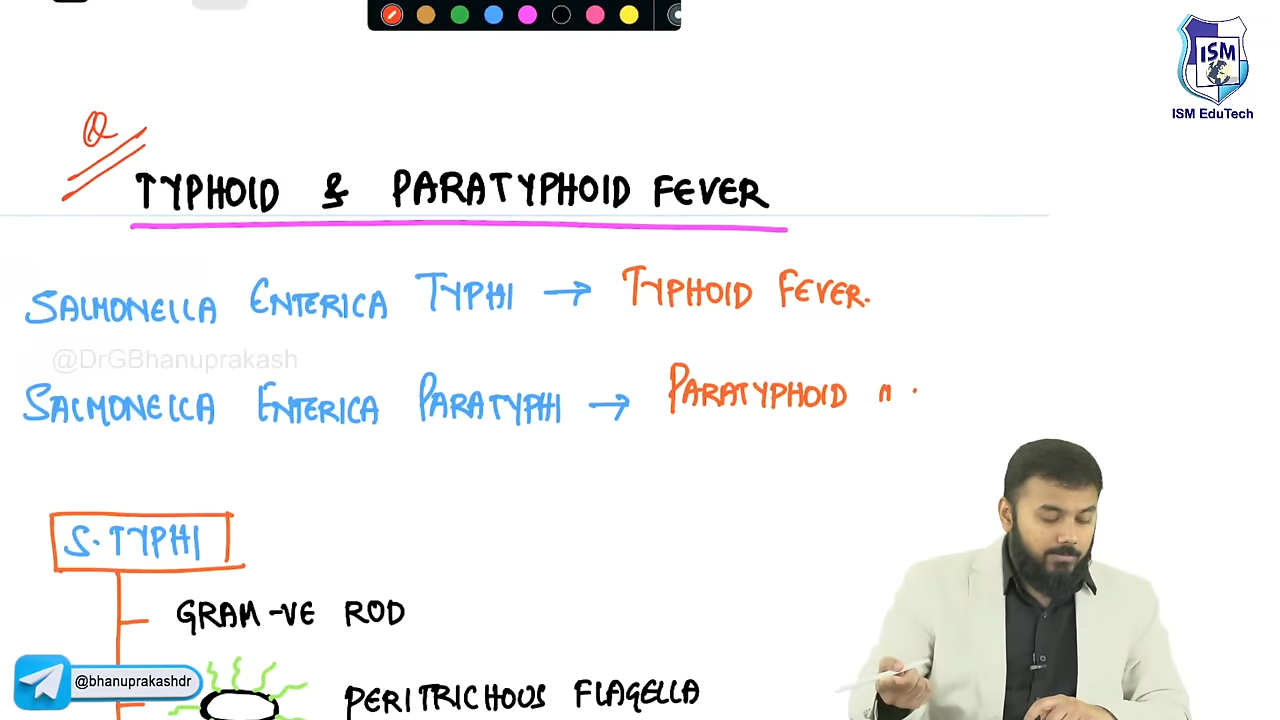 ISM
ISM EduTech
Q
TYPHOID & PARATYPHOID FEVER
SALMONELLA ENTERICA TYPHI → TYPHOID FEVER.
@DrGBhanuprakash
SALMONELLA ENTERICA PARATYPHI → PARATYPHOID " .
S. TYPHI
GRAM -VE ROD
@bhanuprakashdr
PERITRICHOUS FLAGELLA